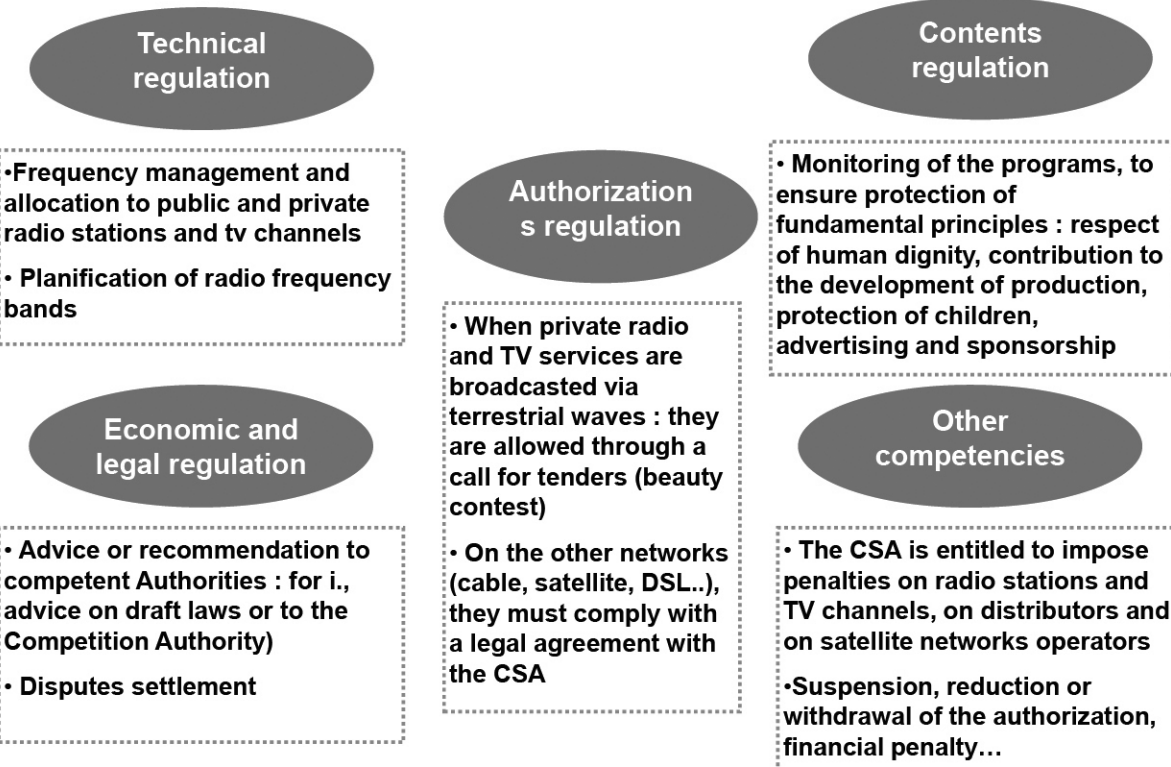 Technical
regulation
•Frequency management and
allocation to public and private
radio stations and tv channels
• Planification of radio frequency
bands
Economic and
legal regulation
• Advice or recommendation to
competent Authorities : for i.,
advice on draft laws or to the
Competition Authority)
• Disputes settlement
Authorization
s regulation
• When private radio
and TV services are
broadcasted via
terrestrial waves : they
are allowed through a
call for tenders (beauty
contest)
• On the other networks
(cable, satellite, DSL..),
they must comply with
a legal agreement with
the CSA
Contents
regulation
• Monitoring of the programs, to
ensure protection of
fundamental principles : respect
of human dignity, contribution to
the development of production,
protection of children,
advertising and sponsorship
Other
competencies
• The CSA is entitled to impose
penalties on radio stations and
TV channels, on distributors and
on satellite networks operators
•Suspension, reduction or
withdrawal of the authorization,
financial penalty…